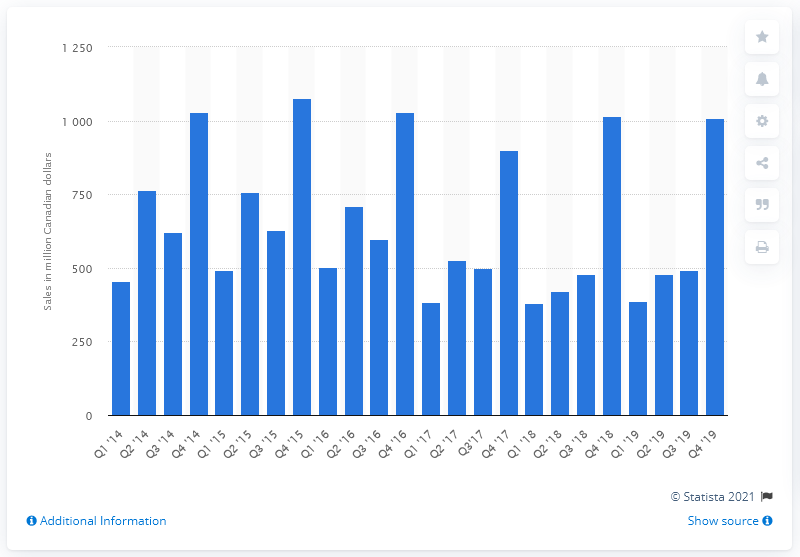 1 250
1 000
750
500
250
0
Sales in million Canadian dollars
Q1 '14
Q2 '14
Q3 '14
Q4 '14
Q1 '15
Q2 '15
Q3 '15
Q4 '15
Q1 '16
Q2 '16
Q3 '16
Q4 '16
Q1 '17
Q2 '17
Q3'17
Q4 '17
Q1 '18
Q2 '18
Q3 '18
Q4 '18
Q1 '19
Q2 '19
Q3 '19
Q4 '19
© Statista 2021
Additional Information
Show source